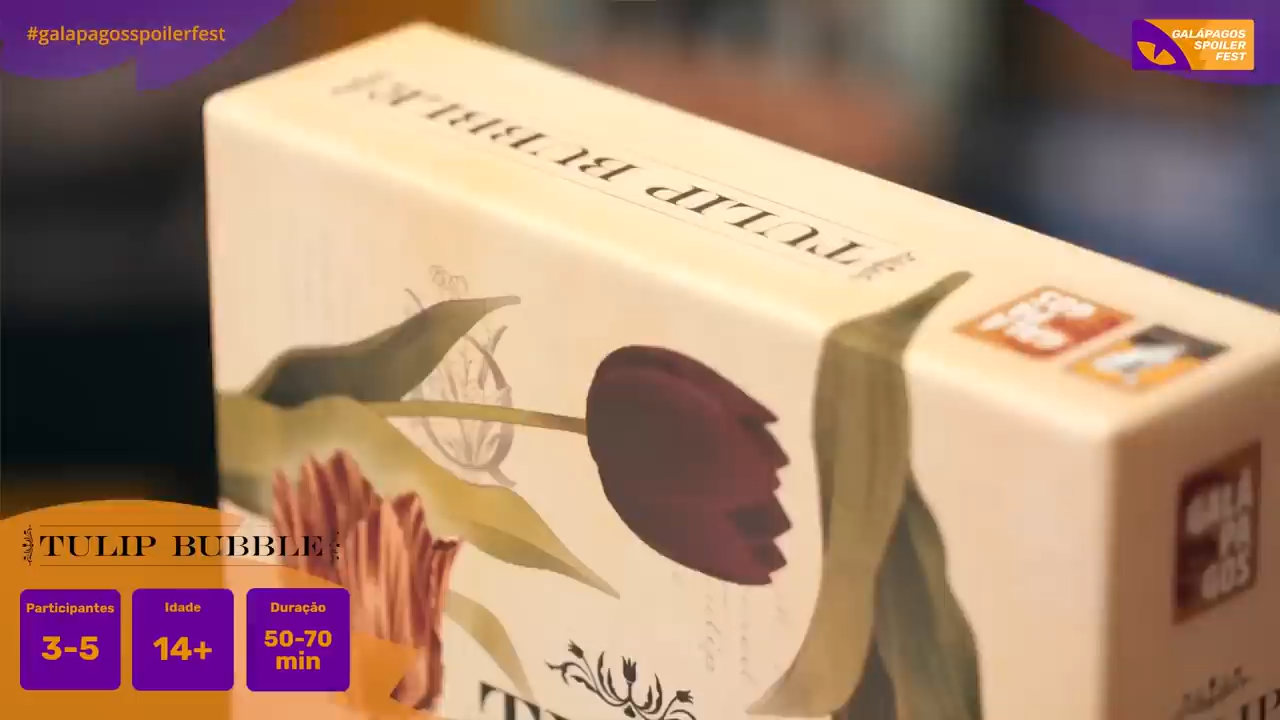 #galapagosspoilerfest
GALÁPAGOS
SPOILER
FEST
TULIP BUBBLE
GALÁ
PA
GOS
TULIP BUBBLE
Participantes
3-5
Idade
14+
Duração
50-70
min